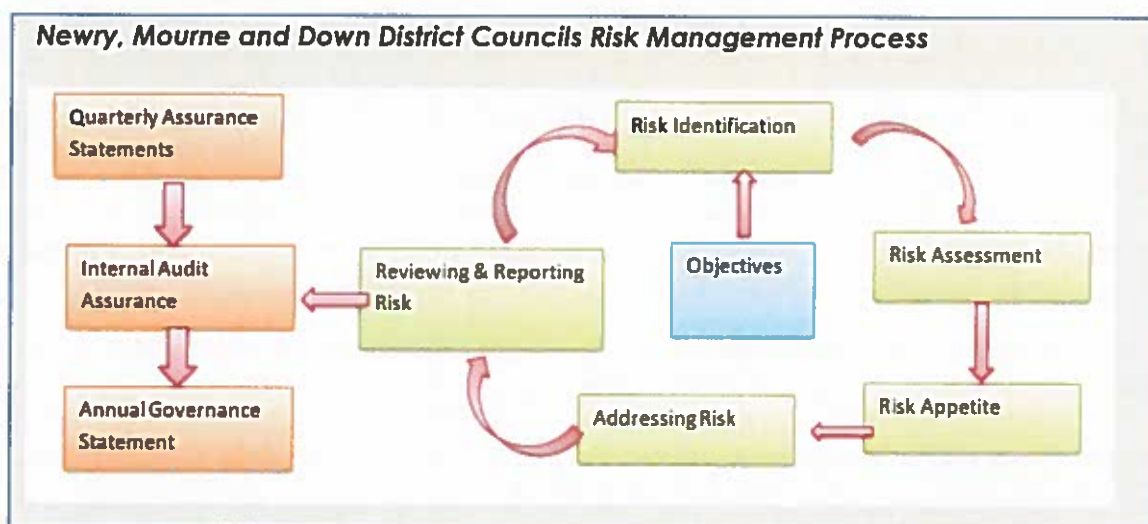 Newry, Mourne and Down District Councils Risk Management Process
Quarterly Assurance
Statements
Internal Audit
Assurance
Annual Governance
Statement
Reviewing & Reporting
Risk
Risk Identification
Objectives
Risk Assessment
Risk Appetite
Addressing Risk